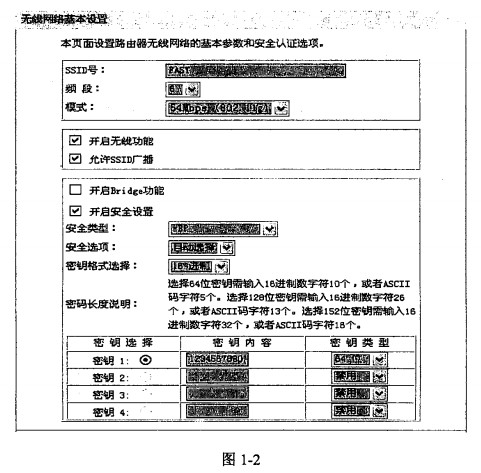 无线网络基本设置
本页面设置路由器无线网络的基本参数和安全认证选项。
SSID号：
频 段： 6
模式： 54Mbps(802.11g)
开启无线功能
允许SSID广播
开启Bridge功能
开启安全设置
安全类型： WEP
安全选项： 自动选择
密钥格式选择： 16进制
选择64位密钥需输入16进制数字符10个，或者ASCII
码字符5个。选择128位密钥需输入16进制数字符26
密码长度说明： 个，或者ASCII码字符13个。选择152位密钥需输入16
进制数字符32个，或者ASCII码字符16个。
密 钥 选 择 密 钥 内 容 密 钥 类 型
密钥 1： 1234567890 64位
密钥 2： 禁用
密钥 3： 禁用
密钥 4： 禁用
图 1-2